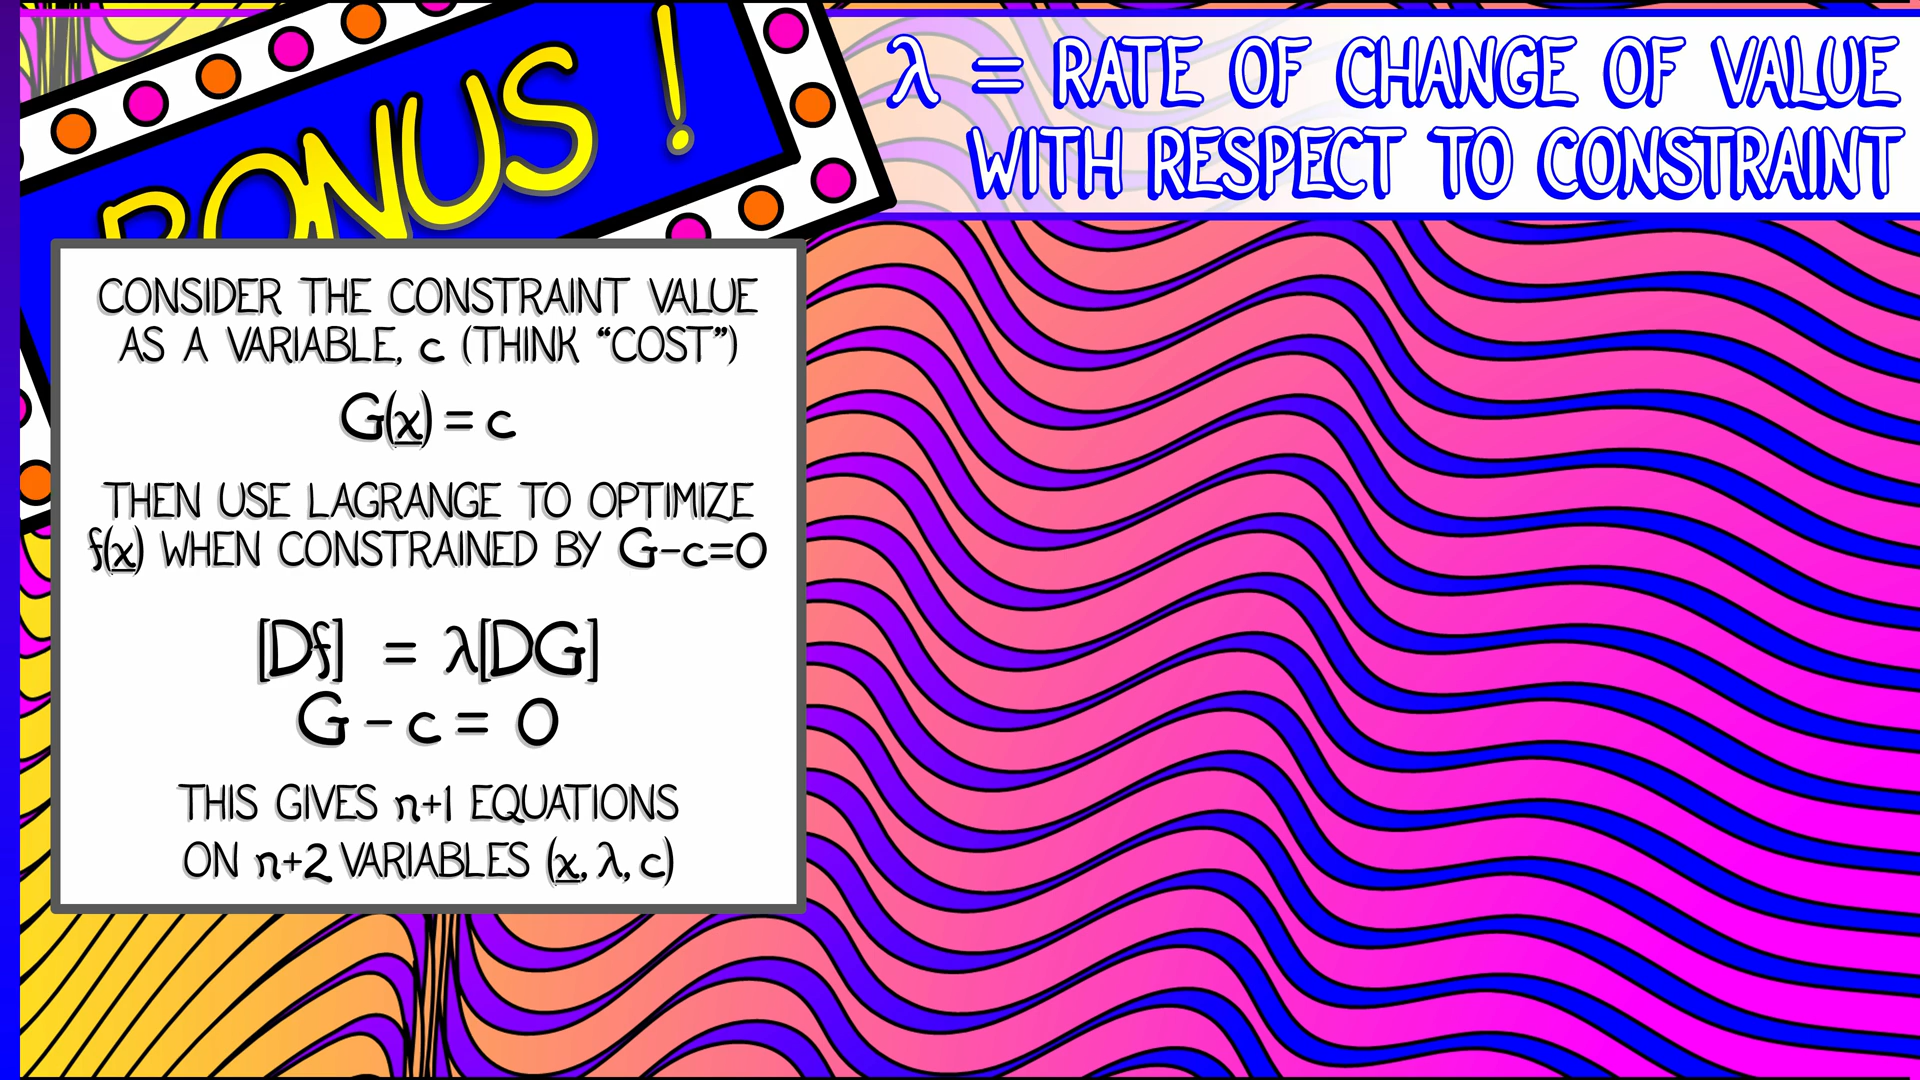 BONUS!
λ = RATE OF CHANGE OF VALUE
WITH RESPECT TO CONSTRAINT
CONSIDER THE CONSTRAINT VALUE
AS A VARIABLE, c (THINK “COST”)
G(x) = c
THEN USE LAGRANGE TO OPTIMIZE
f(x) WHEN CONSTRAINED BY G-c=0
[Df] = λ[DG]
G - c = 0
THIS GIVES n+1 EQUATIONS
ON n+2 VARIABLES (x, λ, c)